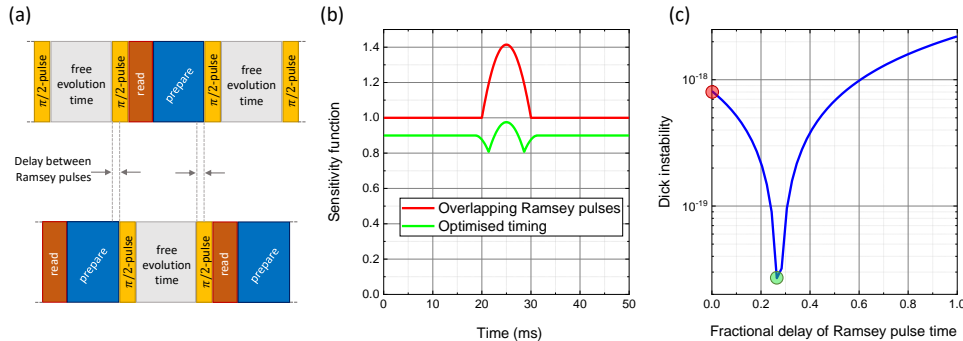 (a)
π/2-pulse
free
evolution
time
π/2-pulse
read
prepare
π/2-pulse
free
evolution
time
π/2-pulse
Delay between
Ramsey pulses
read
prepare
π/2-pulse
free
evolution
time
π/2-pulse
read
prepare
(b)
Sensitivity function
1.4
1.2
1.0
0.8
0.6
0.4
0.2
0.0
Overlapping Ramsey pulses
Optimised timing
0 10 20 30 40 50
Time (ms)
(c)
Dick instability
10⁻¹⁸
10⁻¹⁹
0.0 0.2 0.4 0.6 0.8 1.0
Fractional delay of Ramsey pulse time